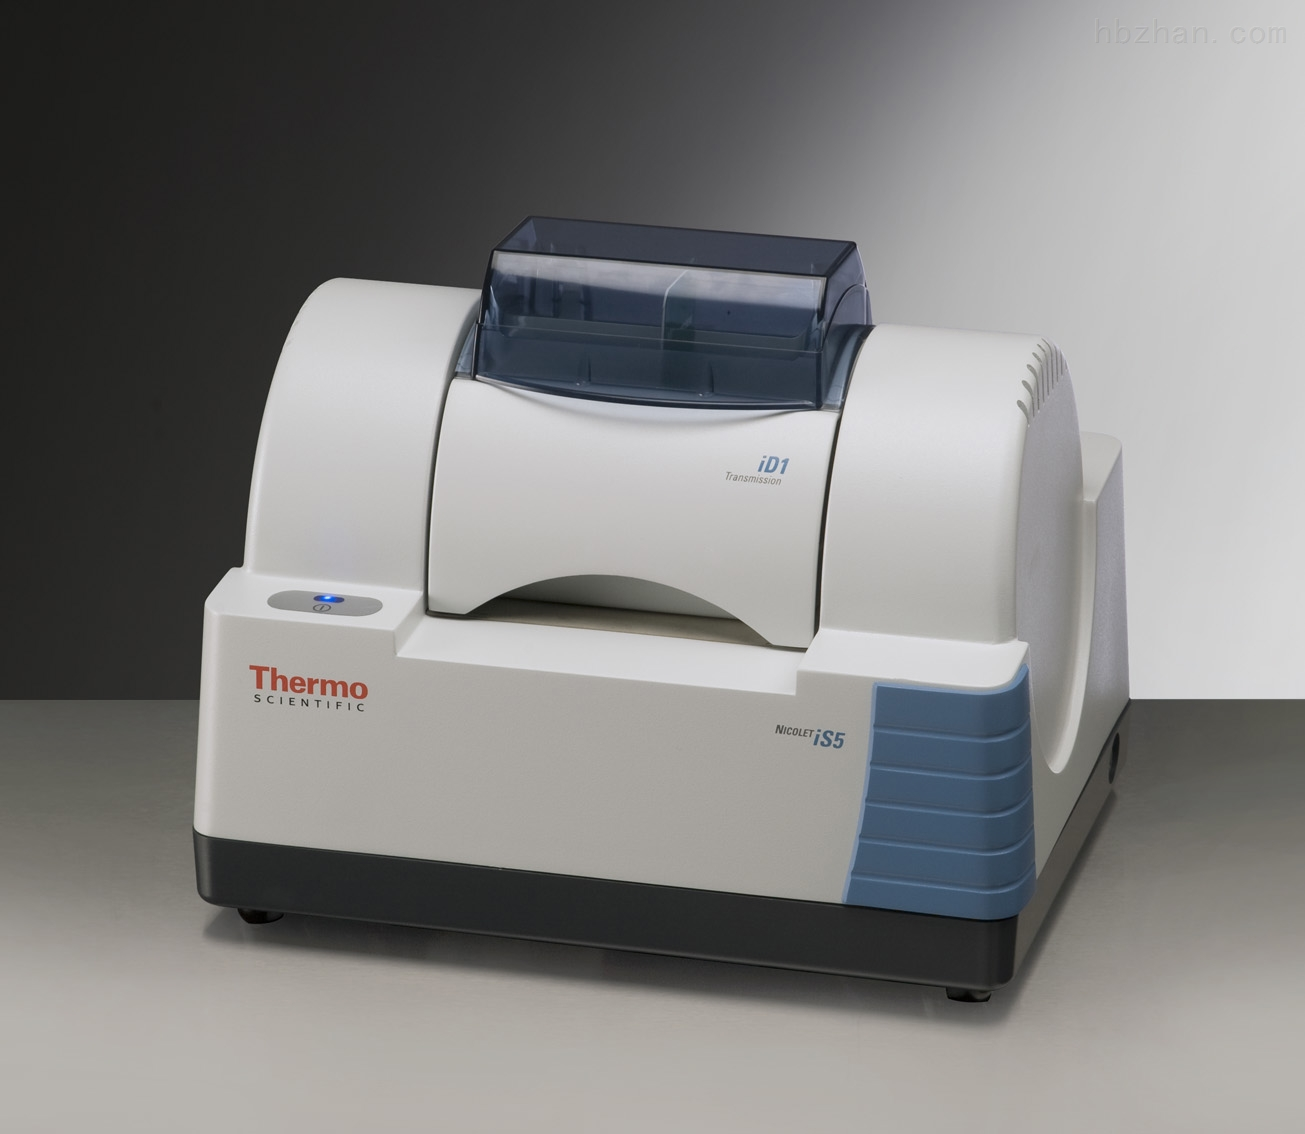 hbzhan.com
iD1
Transmission
Thermo
SCIENTIFIC
NICOLET iS5